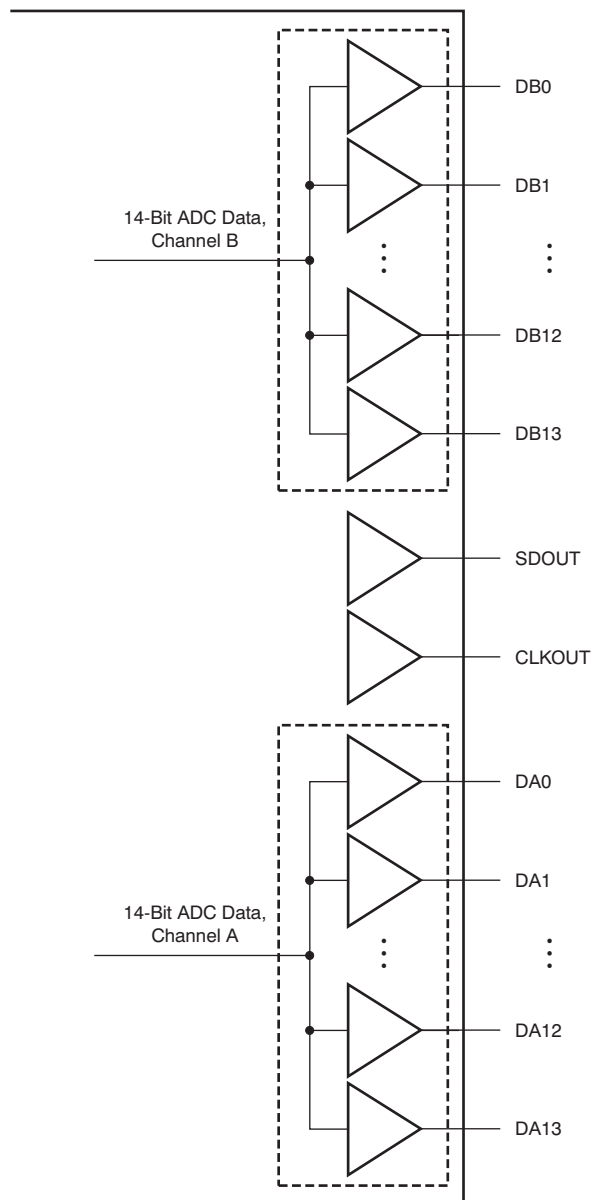 DB0
DB1
14-Bit ADC Data,
Channel B
DB12
DB13
SDOUT
CLKOUT
DA0
DA1
14-Bit ADC Data,
Channel A
DA12
DA13